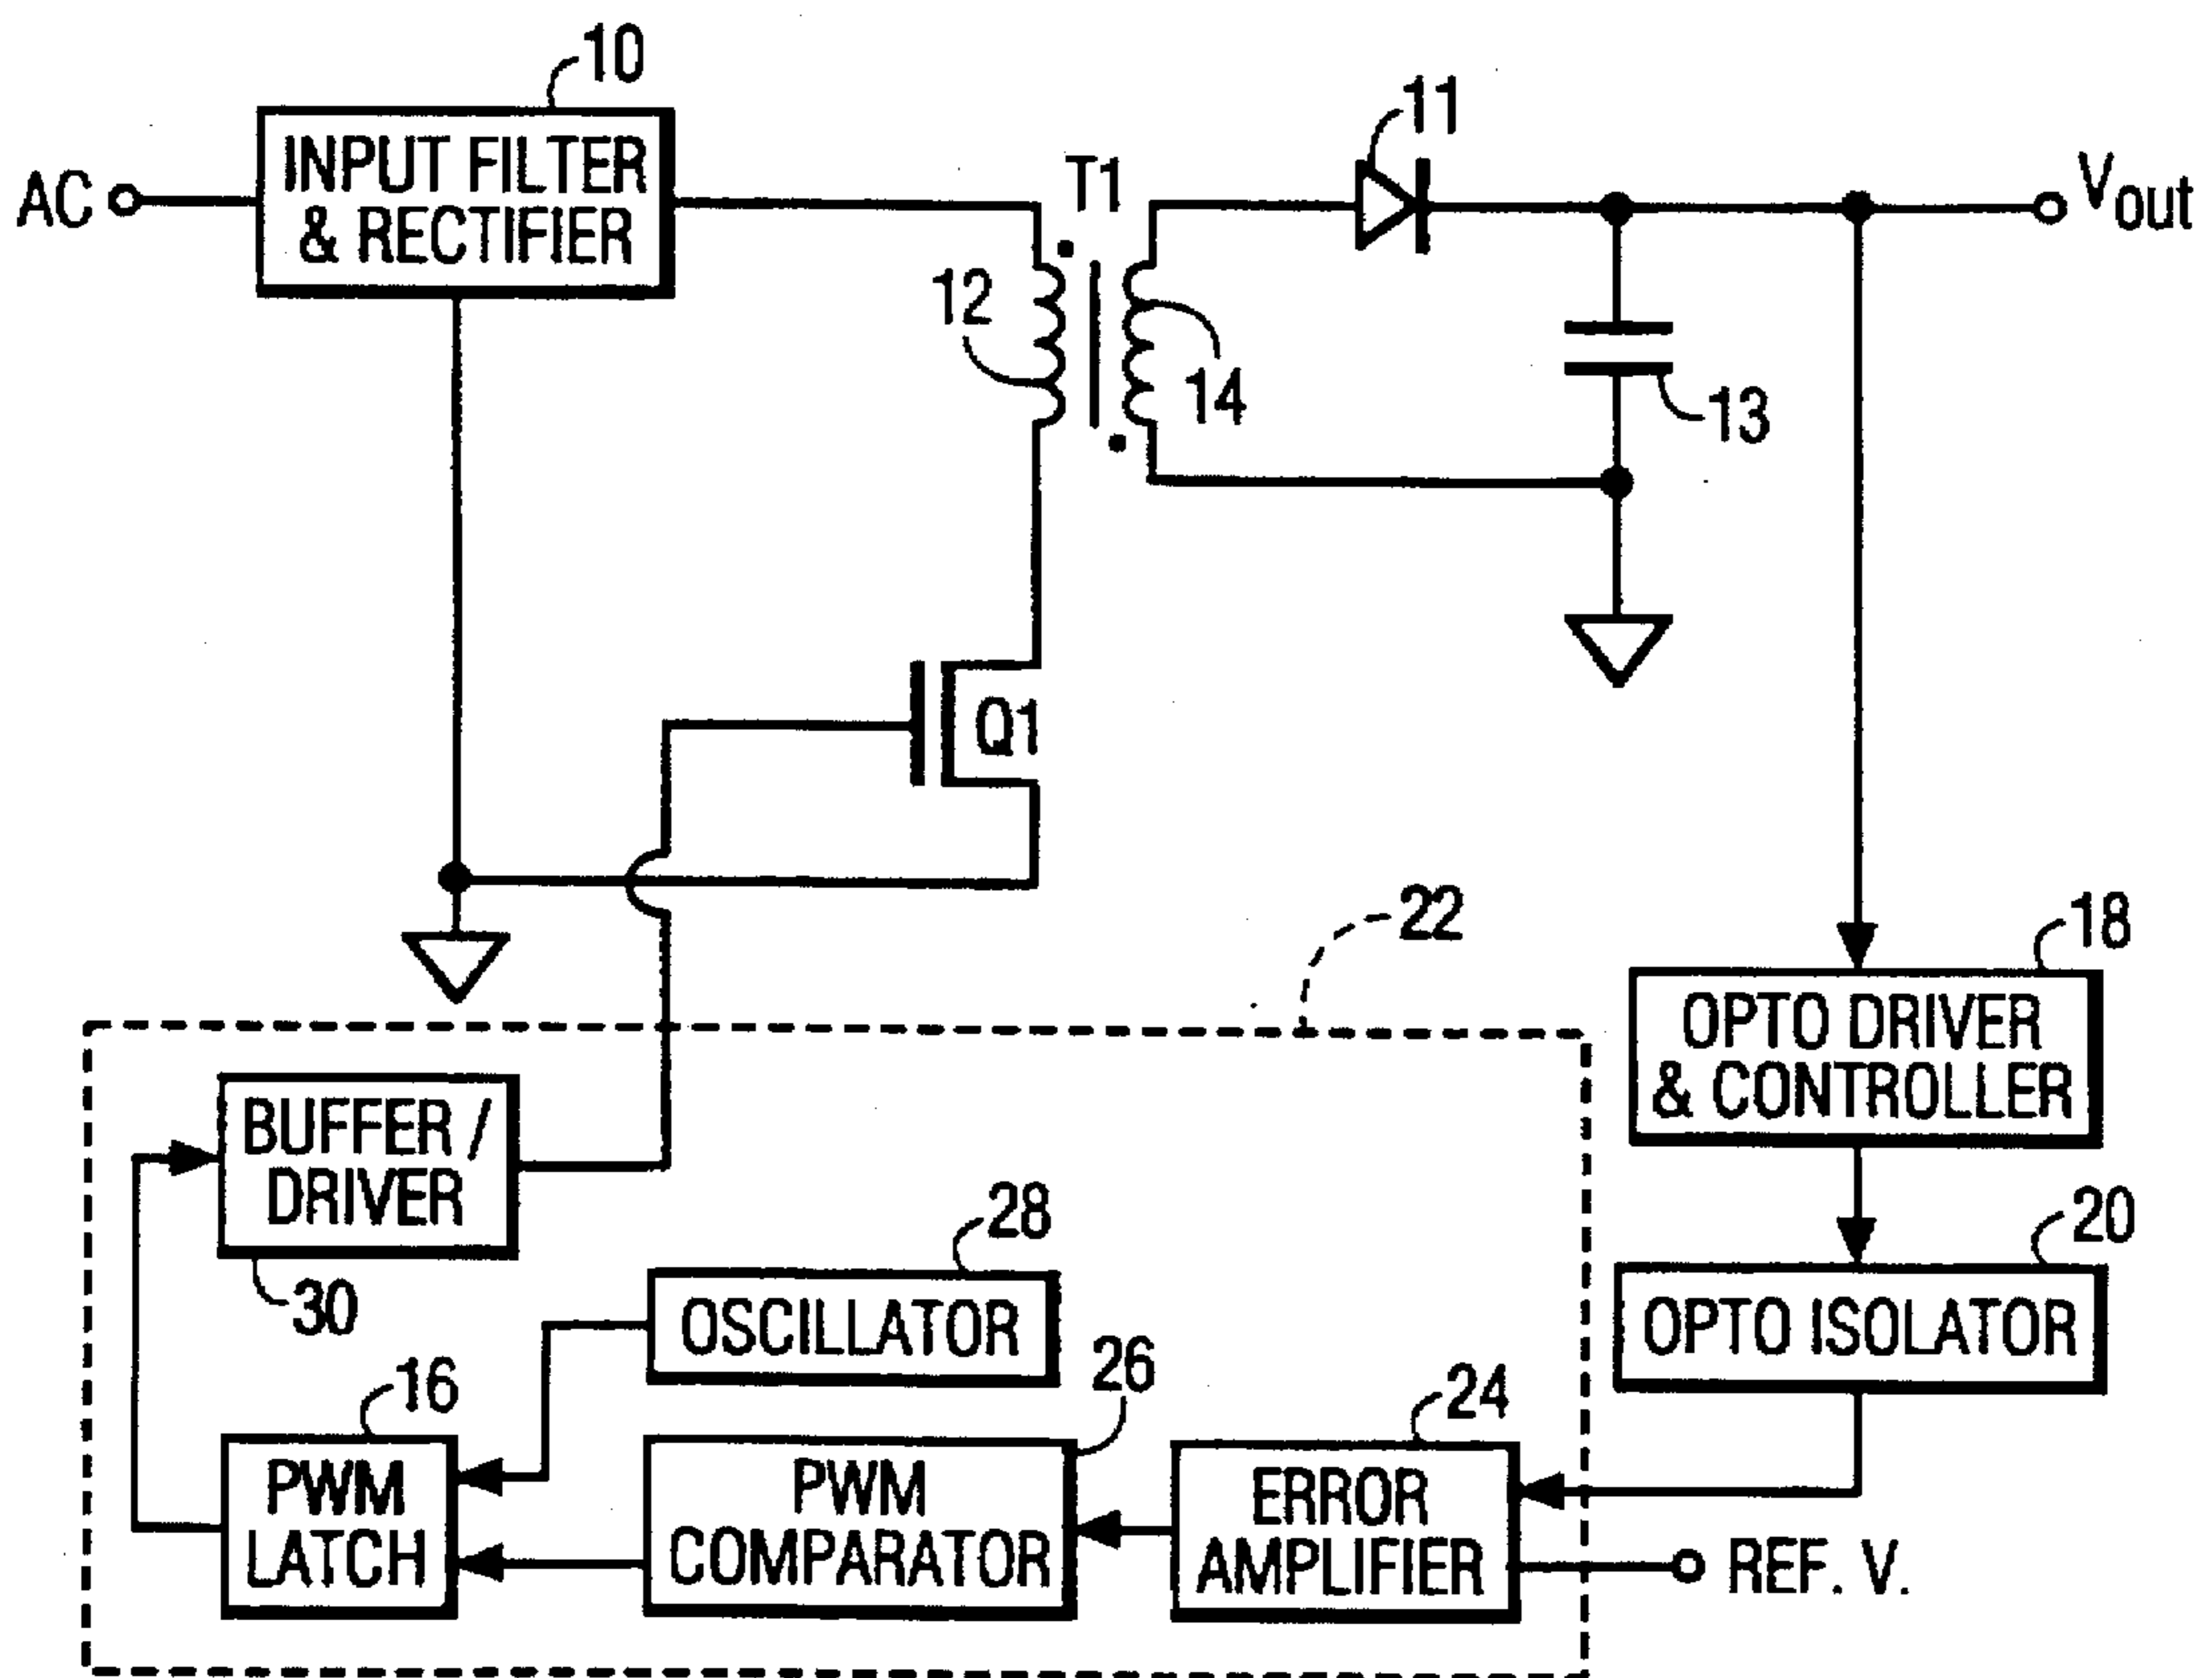 10
INPUT FILTER
& RECTIFIER
AC
T1
11
Vout
12
14
13
Q1
22
18
OPTO DRIVER
& CONTROLLER
BUFFER /
DRIVER
30
28
OSCILLATOR
20
OPTO ISOLATOR
16
PWM
LATCH
26
PWM
COMPARATOR
24
ERROR
AMPLIFIER
REF. V.